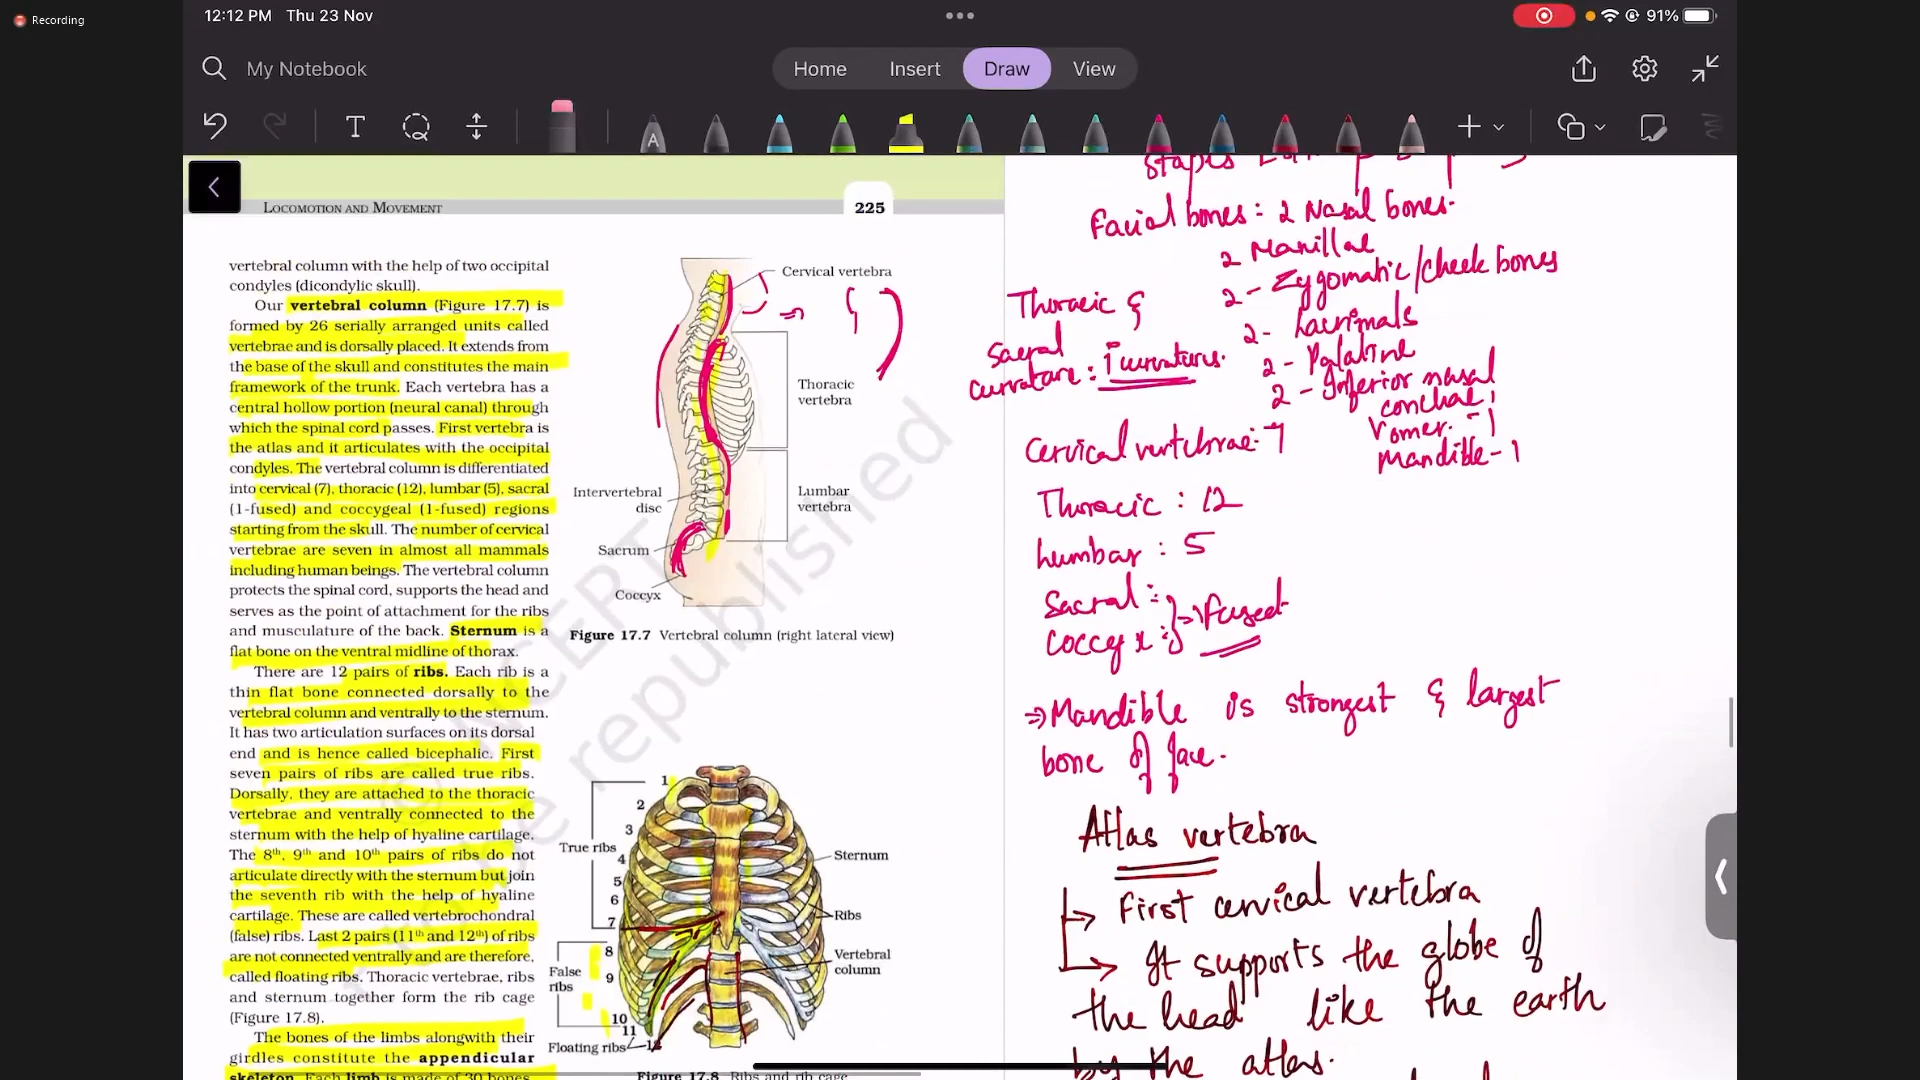 Recording
12:12 PM Thu 23 Nov
91%
My Notebook
Home Insert Draw View
T
A
LOCOMOTION AND MOVEMENT
225
vertebral column with the help of two occipital
condyles (dicondylic skull).
Our vertebral column (Figure 17.7) is
formed by 26 serially arranged units called
vertebrae and is dorsally placed. It extends from
the base of the skull and constitutes the main
framework of the trunk. Each vertebra has a
central hollow portion (neural canal) through
which the spinal cord passes. First vertebra is
the atlas and it articulates with the occipital
condyles. The vertebral column is differentiated
into cervical (7), thoracic (12), lumbar (5), sacral
(1-fused) and coccygeal (1-fused) regions
starting from the skull. The number of cervical
vertebrae are seven in almost all mammals
including human beings. The vertebral column
protects the spinal cord, supports the head and
serves as the point of attachment for the ribs
and musculature of the back. Sternum is a
flat bone on the ventral midline of thorax.
There are 12 pairs of ribs. Each rib is a
thin flat bone connected dorsally to the
vertebral column and ventrally to the sternum.
It has two articulation surfaces on its dorsal
end and is hence called bicephalic. First
seven pairs of ribs are called true ribs.
Dorsally, they are attached to the thoracic
vertebrae and ventrally connected to the
sternum with the help of hyaline cartilage.
The 8th, 9th and 10th pairs of ribs do not
articulate directly with the sternum but join
the seventh rib with the help of hyaline
cartilage. These are called vertebrochondral
(false) ribs. Last 2 pairs (11th and 12th) of ribs
are not connected ventrally and are therefore,
called floating ribs. Thoracic vertebrae, ribs
and sternum together form the rib cage
(Figure 17.8).
The bones of the limbs alongwith their
girdles constitute the appendicular
skeleton. Each limb is made of 30 bones
Cervical vertebra
Thoracic
vertebra
Intervertebral
disc
Lumbar
vertebra
Sacrum
Coccyx
Figure 17.7 Vertebral column (right lateral view)
1
2
3
True ribs
4
5
6
7
8
False
ribs
9
10
11
12
Floating ribs
Sternum
Ribs
Vertebral
column
Figure 17.8 Ribs and rib cage
republished
Stapes
Facial bones: 2 Nasal bones.
2 Maxillae
2 - Zygomatic/cheek bones
2 - Lacrimals
2 - Palatine
2 - Inferior nasal
conchae
Vomer - 1
Mandible - 1
Thoracic &
sacral
curvature: 1° curvatures.
Cervical vertebrae: 7
Thoracic : 12
Lumbar : 5
Sacral :
Coccyx :
fused
⇒ Mandible is strongest & largest
bone of face.
Atlas vertebra
→ First cervical vertebra
→ It supports the globe of
the head like the earth
by the atlas.